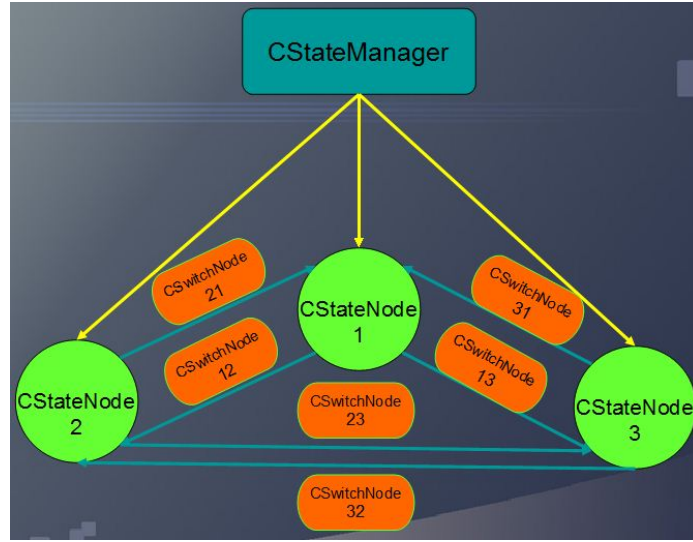 CStateManager
CSwitchNode
21
CStateNode
1
CSwitchNode
31
CSwitchNode
12
CSwitchNode
13
CStateNode
2
CSwitchNode
23
CStateNode
3
CSwitchNode
32